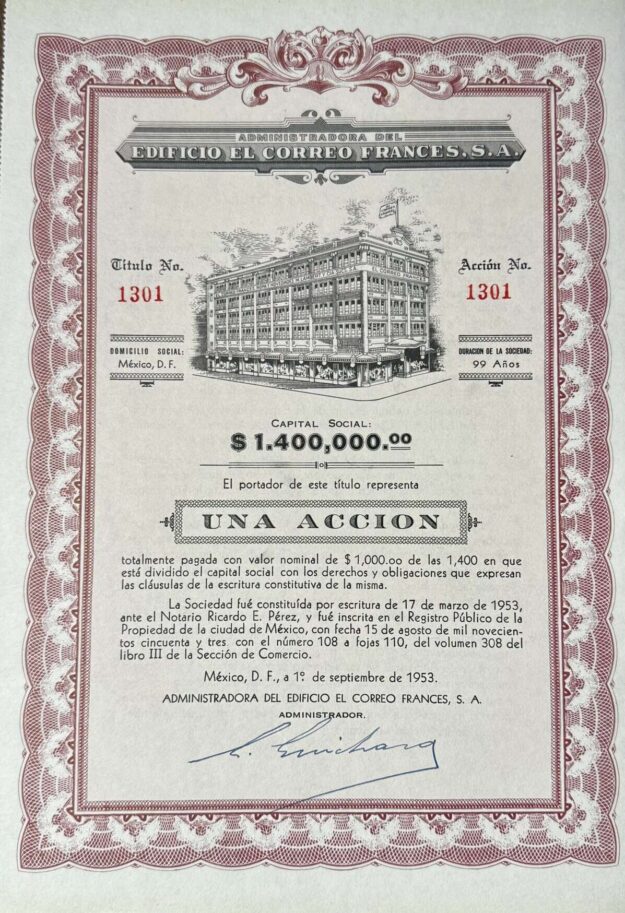 ADMINISTRADORA DEL
EDIFICIO EL CORREO FRANCES, S. A.
Título No.
1301
Acción No.
1301
DOMICILIO SOCIAL:
México, D. F.
DURACION DE LA SOCIEDAD:
99 Años
CAPITAL SOCIAL:
$ 1.400,000.00
El portador de este título representa
UNA ACCION
totalmente pagada con valor nominal de $ 1,000.oo de las 1,400 en que
está dividido el capital social con los derechos y obligaciones que expresan
las cláusulas de la escritura constitutiva de la misma.
La Sociedad fué constituída por escritura de 17 de marzo de 1953,
ante el Notario Ricardo E. Pérez, y fué inscrita en el Registro Público de la
Propiedad de la ciudad de México, con fecha 15 de agosto de mil novecien-
tos cincuenta y tres. con el número 108 a fojas 110, del volumen 308 del
libro III de la Sección de Comercio.
México, D. F., a 1º de septiembre de 1953.
ADMINISTRADORA DEL EDIFICIO EL CORREO FRANCES, S. A.
ADMINISTRADOR.